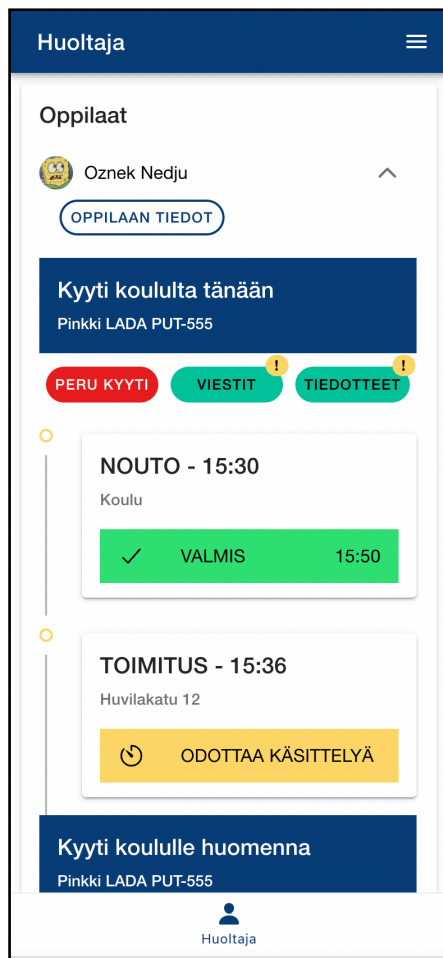 Huoltaja
Oppilaat
Oznek Nedju
OPPILAAN TIEDOT
Kyyti koululta tänään
Pinkki LADA PUT-555
PERU KYYTI
VIESTIT !
TIEDOTTEET !
NOUTO - 15:30
Koulu
VALMIS 15:50
TOIMITUS - 15:36
Huvilakatu 12
ODOTTAA KÄSITTELYÄ
Kyyti koululle huomenna
Pinkki LADA PUT-555
Huoltaja